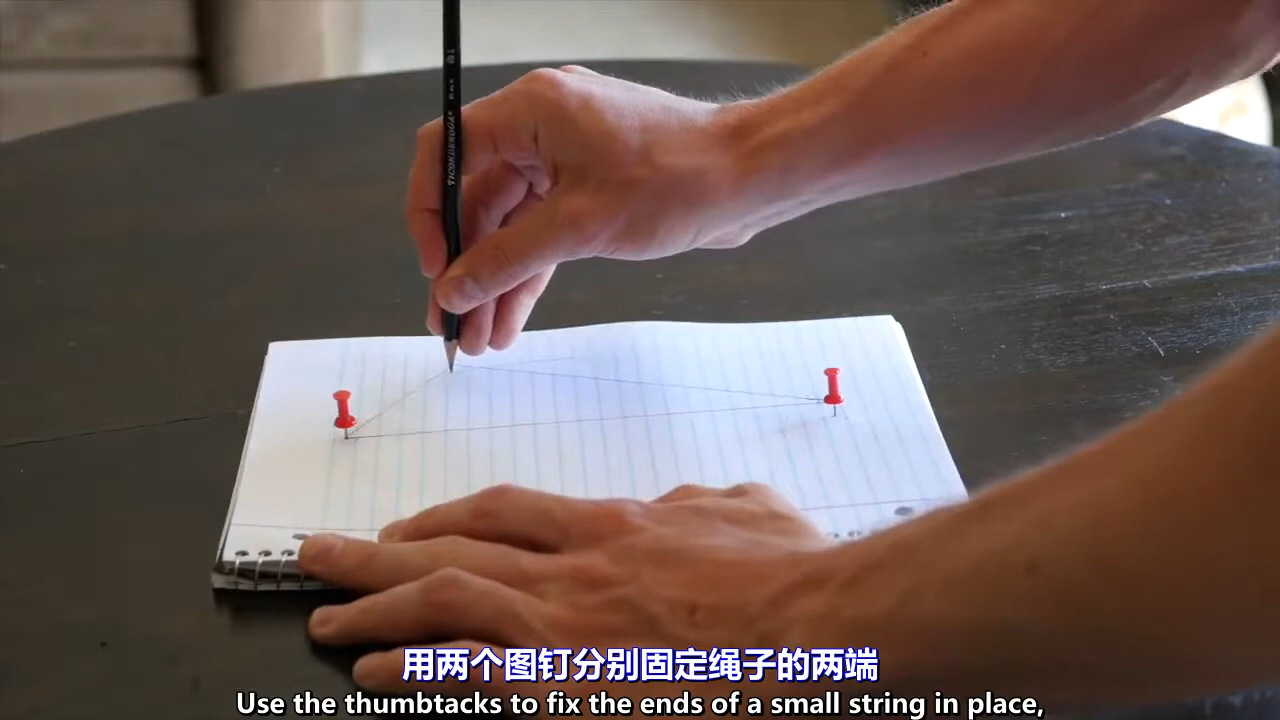 TICONDEROGA®
用两个图钉分别固定绳子的两端
Use the thumbtacks to fix the ends of a small string in place,